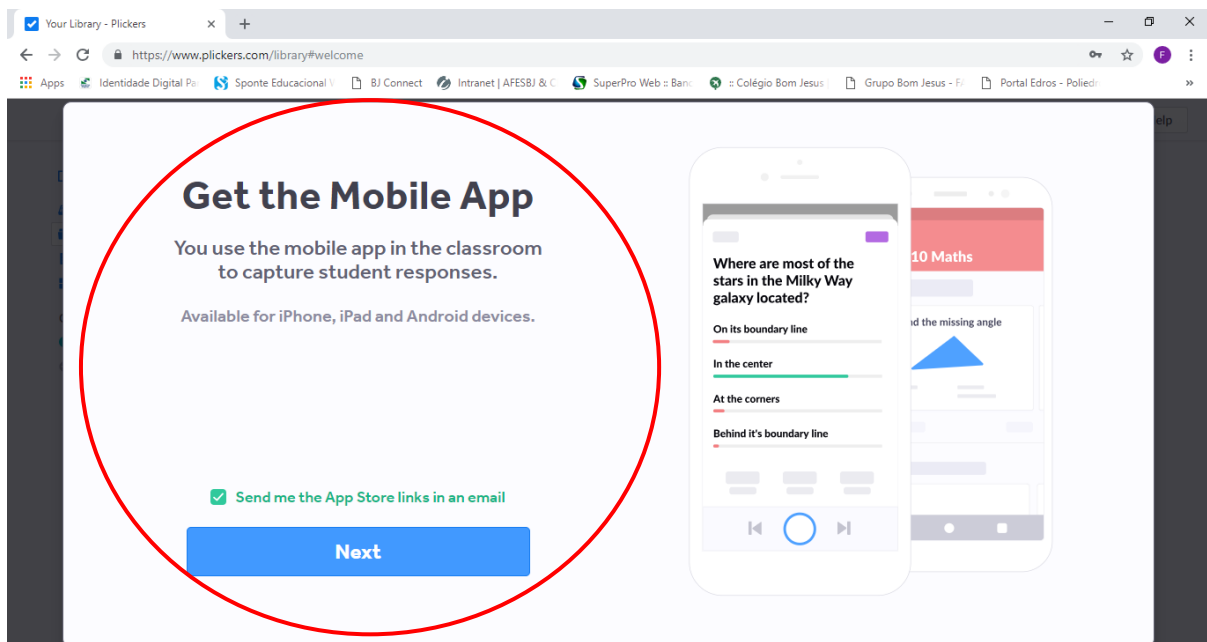 Your Library - Plickers
https://www.plickers.com/library#welcome
F
Apps
Identidade Digital Pa
Sponte Educacional V
BJ Connect
Intranet | AFESBJ & C
SuperPro Web :: Banc
:: Colégio Bom Jesus |
Grupo Bom Jesus - F
Portal Edros - Poliedr
»
elp
Get the Mobile App
You use the mobile app in the classroom
to capture student responses.
Available for iPhone, iPad and Android devices.
Send me the App Store links in an email
Next
Where are most of the
stars in the Milky Way
galaxy located?
On its boundary line
In the center
At the corners
Behind it's boundary line
10 Maths
nd the missing angle